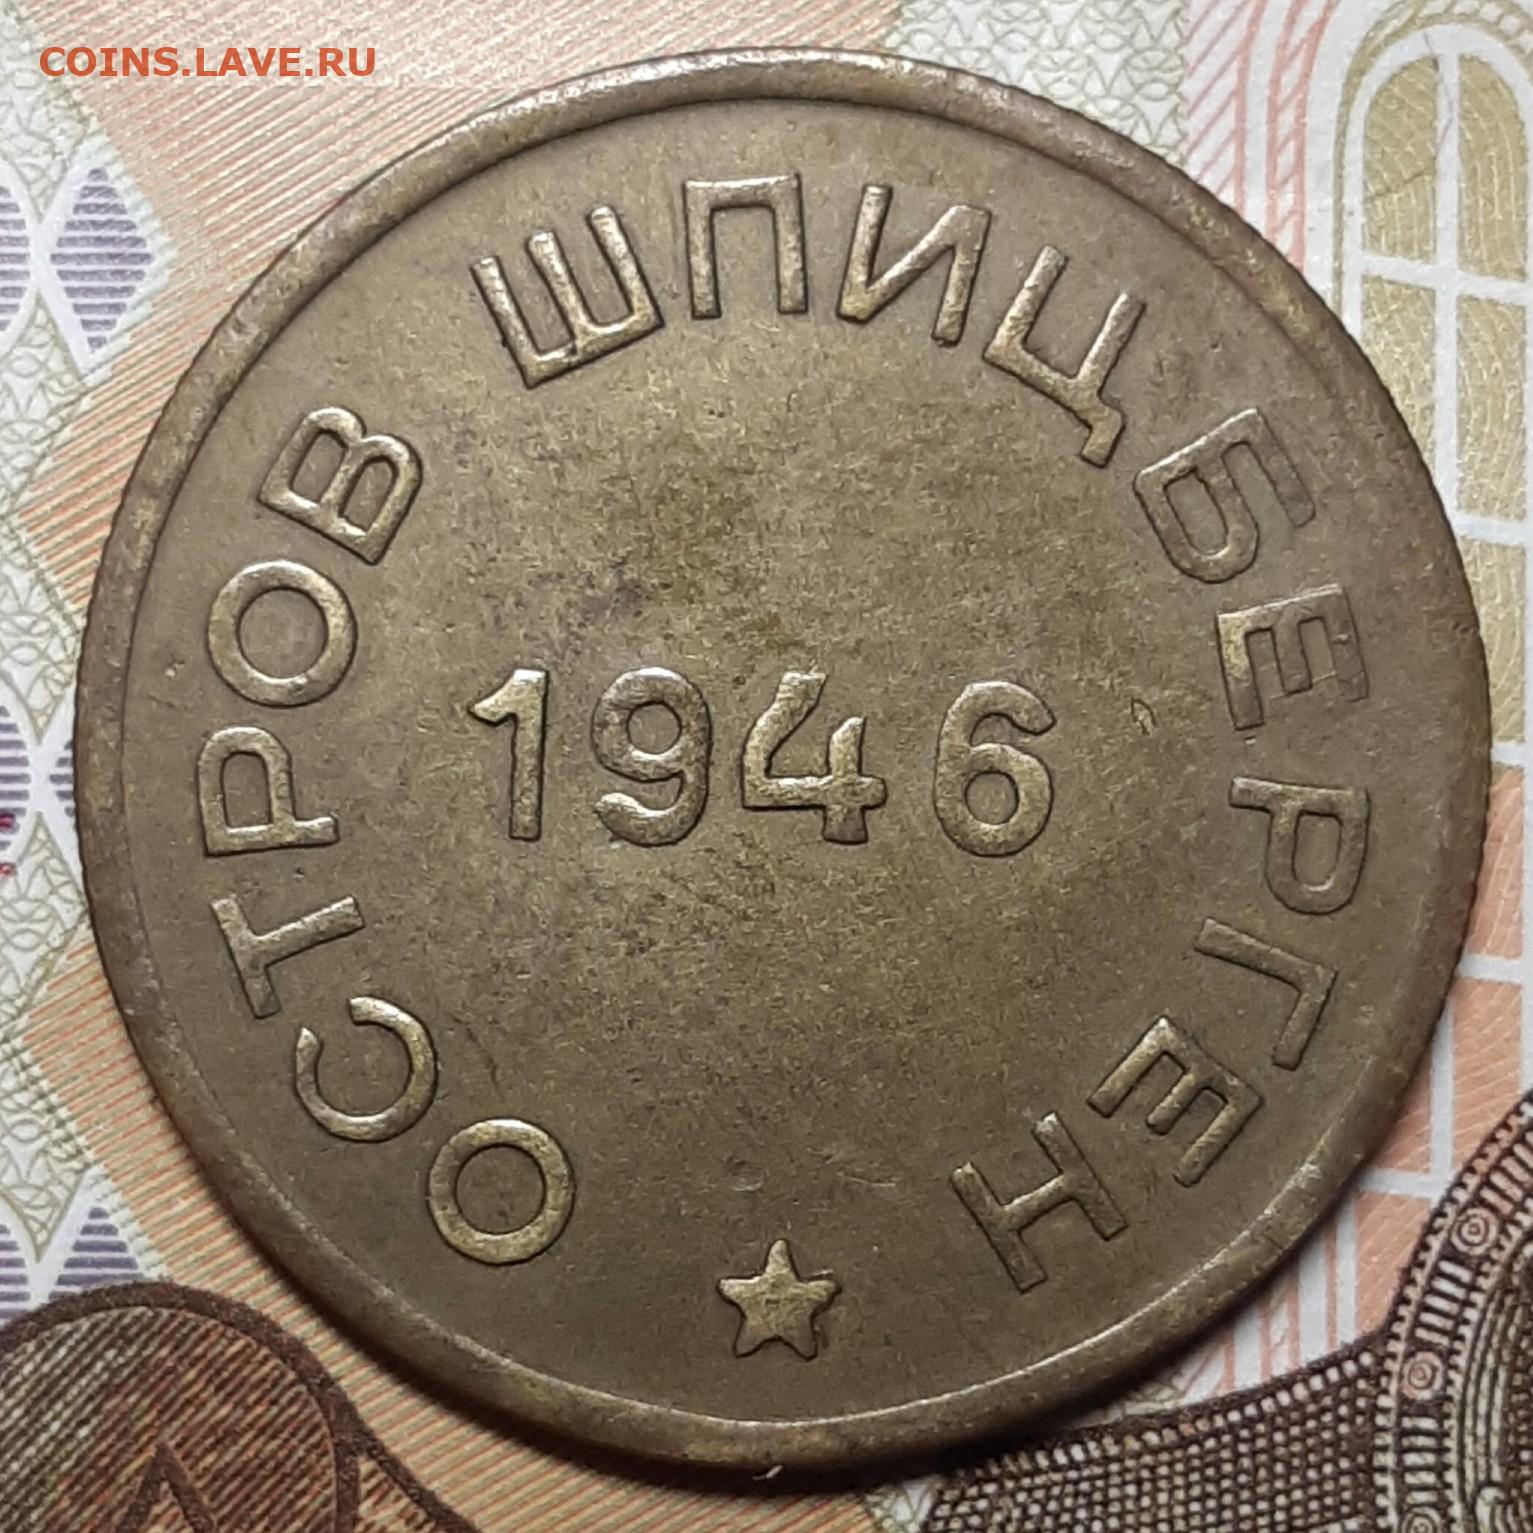 COINS.LAVE.RU
ОСТРОВ ШПИЦБЕРГЕН
1946